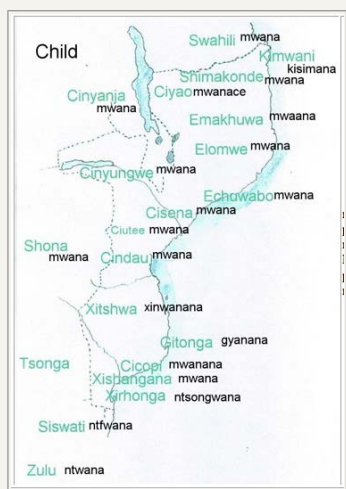 Child
Swahili mwana
Kimwani kisimana
Shimakonde mwana
Ciyao mwanace
Cinyanja mwana
Emakhuwa mwaana
Elomwe mwana
Cinyungwe mwana
Echuwabo mwana
Cisena mwana
Ciutee mwana
Shona mwana
Cindau mwana
Xitshwa xinwanana
Gitonga gyanana
Tsonga
Cicopi mwanana
Xishangana mwana
Xirhonga ntsongwana
Siswati ntfwana
Zulu ntwana